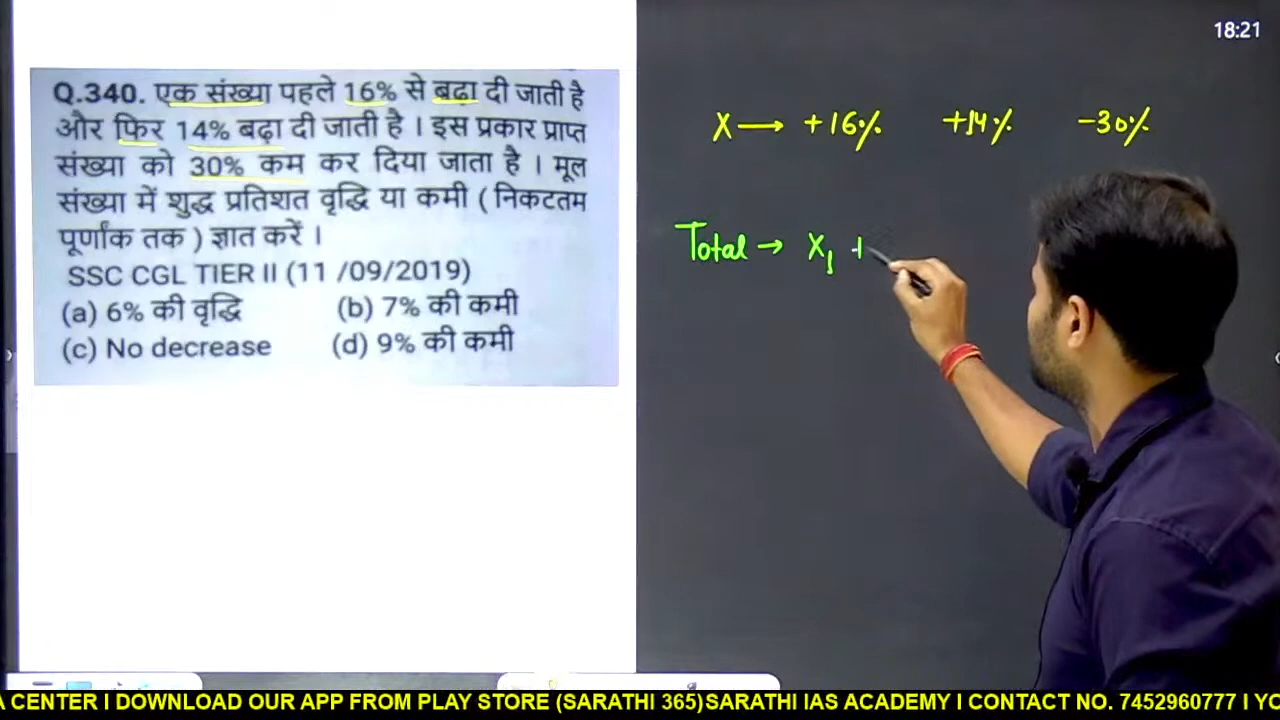 18:21
Q.340. एक संख्या पहले 16% से बढ़ा दी जाती है
और फिर 14% बढ़ा दी जाती है । इस प्रकार प्राप्त
संख्या को 30% कम कर दिया जाता है । मूल
संख्या में शुद्ध प्रतिशत वृद्धि या कमी ( निकटतम
पूर्णांक तक ) ज्ञात करें ।
SSC CGL TIER II (11 /09/2019)
(a) 6% की वृद्धि (b) 7% की कमी
(c) No decrease (d) 9% की कमी
X → +16% +14% -30%
Total → X₁ +
A CENTER I DOWNLOAD OUR APP FROM PLAY STORE (SARATHI 365)SARATHI IAS ACADEMY I CONTACT NO. 7452960777 I YO